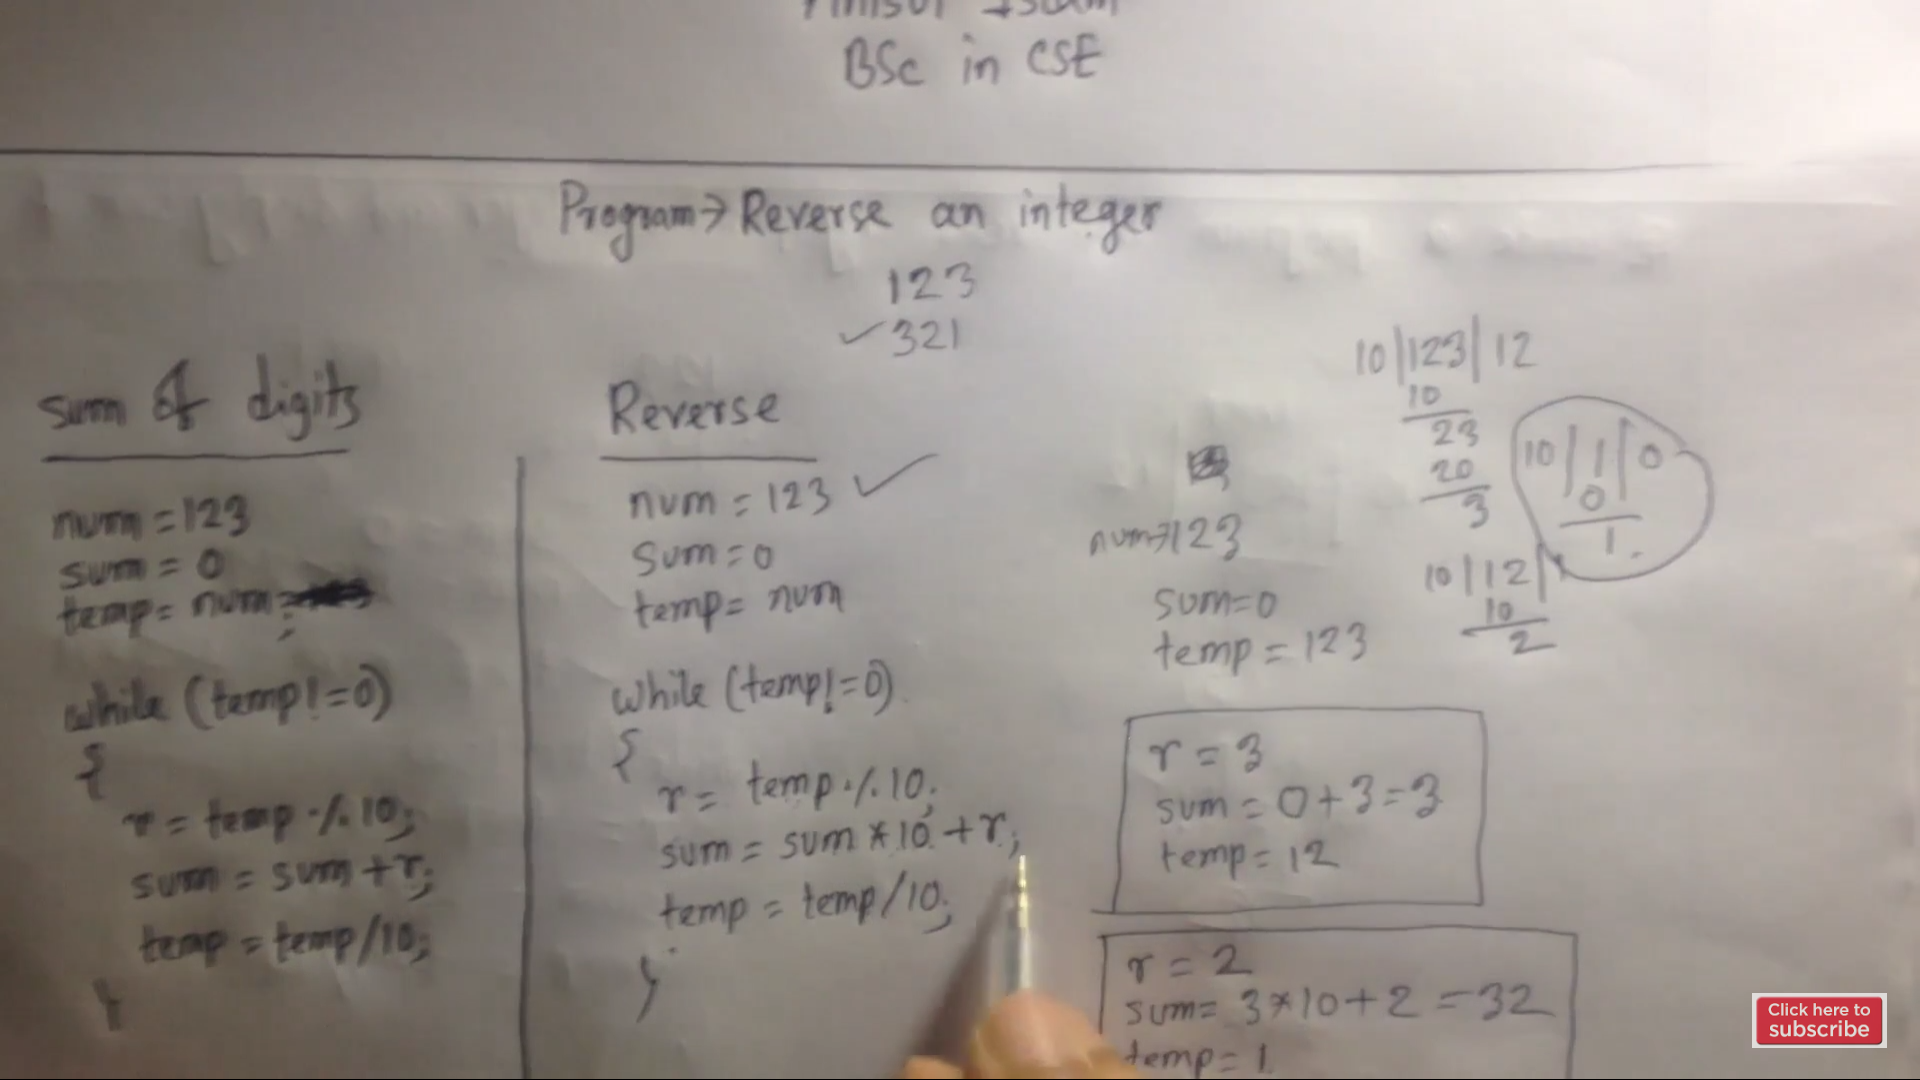 BSc in CSE
Program→Reverse an integer
123
✓321
sum of digits
num = 123
sum = 0
temp = num;
while (temp!=0)
{
r = temp % 10;
sum = sum + r;
temp = temp/10;
}
Reverse
num = 123 ✓
sum = 0
temp = num
while (temp!=0)
{
r = temp % 10;
sum = sum * 10 + r;
temp = temp/10;
}
num→123
sum=0
temp = 123
10|123|12
10
23
20
3
10|1|0
0
1.
10|12|1
10
2
r = 3
sum = 0+3=3
temp = 12
r = 2
sum= 3*10+2 =32
temp= 1
Click here to
subscribe